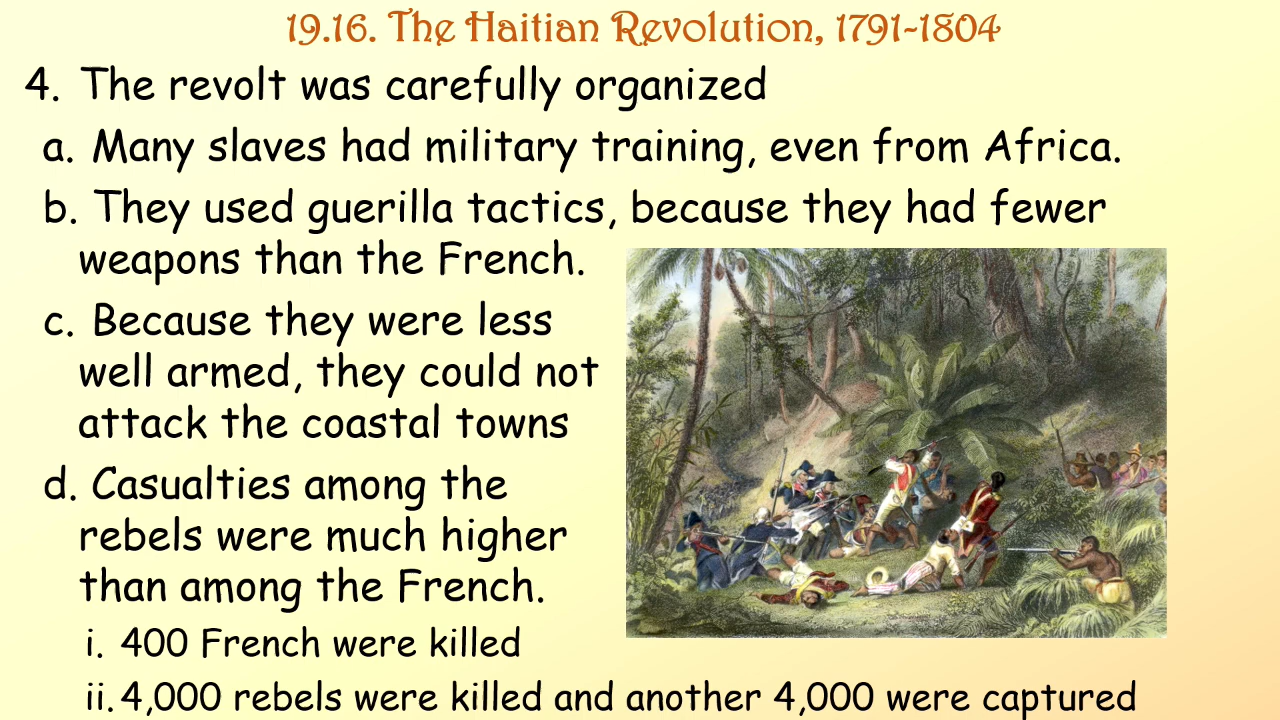 19.16. The Haitian Revolution, 1791-1804
4. The revolt was carefully organized
a. Many slaves had military training, even from Africa.
b. They used guerilla tactics, because they had fewer
weapons than the French.
c. Because they were less
well armed, they could not
attack the coastal towns
d. Casualties among the
rebels were much higher
than among the French.
i. 400 French were killed
ii. 4,000 rebels were killed and another 4,000 were captured